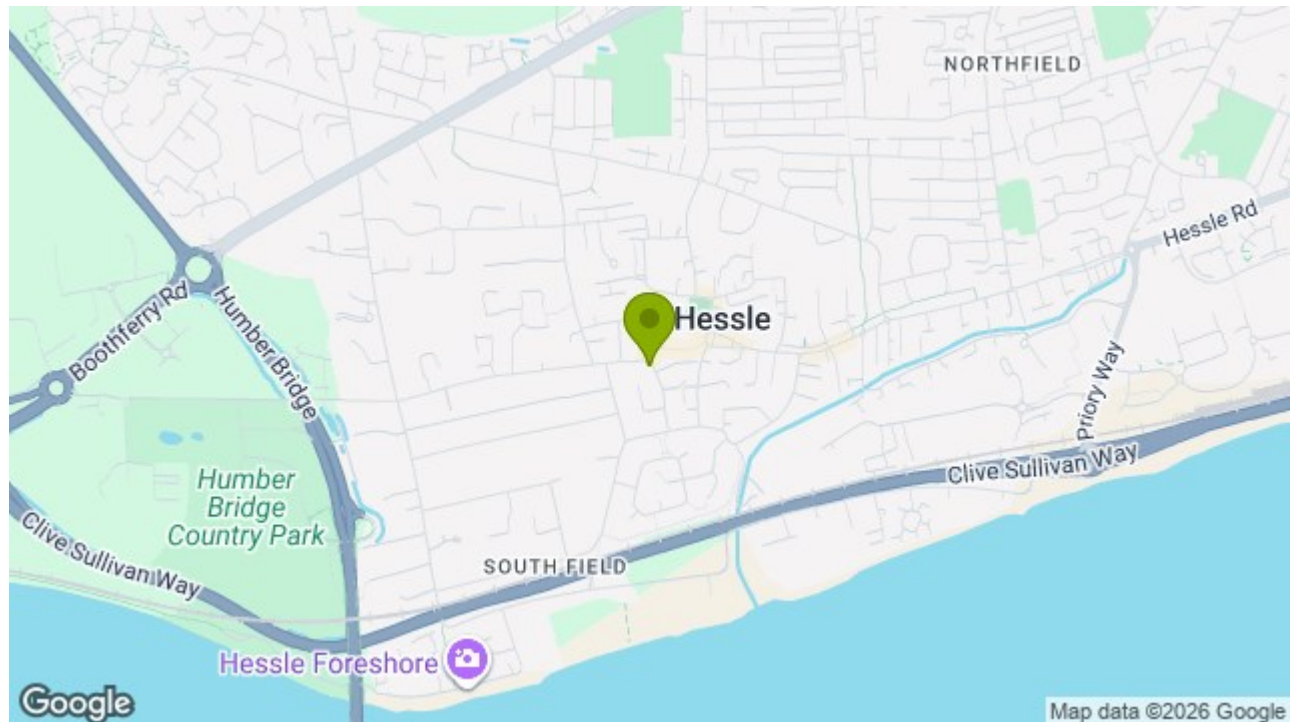 NORTHFIELD
Hessle Rd
Hessle
Boothferry Rd
Humber Bridge
Priory Way
Clive Sullivan Way
Humber
Bridge
Country Park
Clive Sullivan Way
SOUTH FIELD
Hessle Foreshore
Google
Map data ©2026 Google